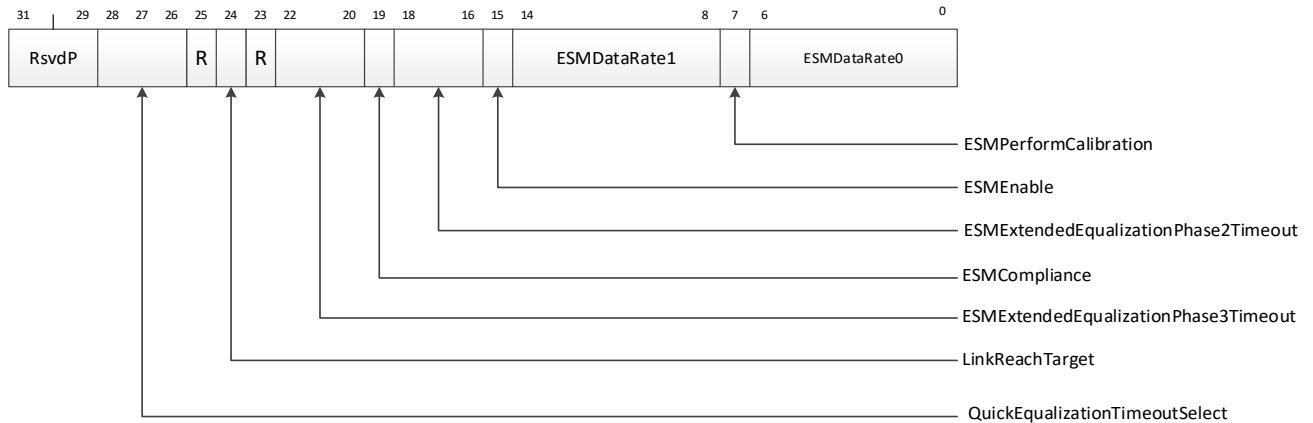 31 29 28 27 26 25 24 23 22 20 19 18 16 15 14 8 7 6 0
RsvdP R R ESMDataRate1 ESMDataRate0
ESMPerformCalibration
ESMEnable
ESMExtendedEqualizationPhase2Timeout
ESMCompliance
ESMExtendedEqualizationPhase3Timeout
LinkReachTarget
QuickEqualizationTimeoutSelect